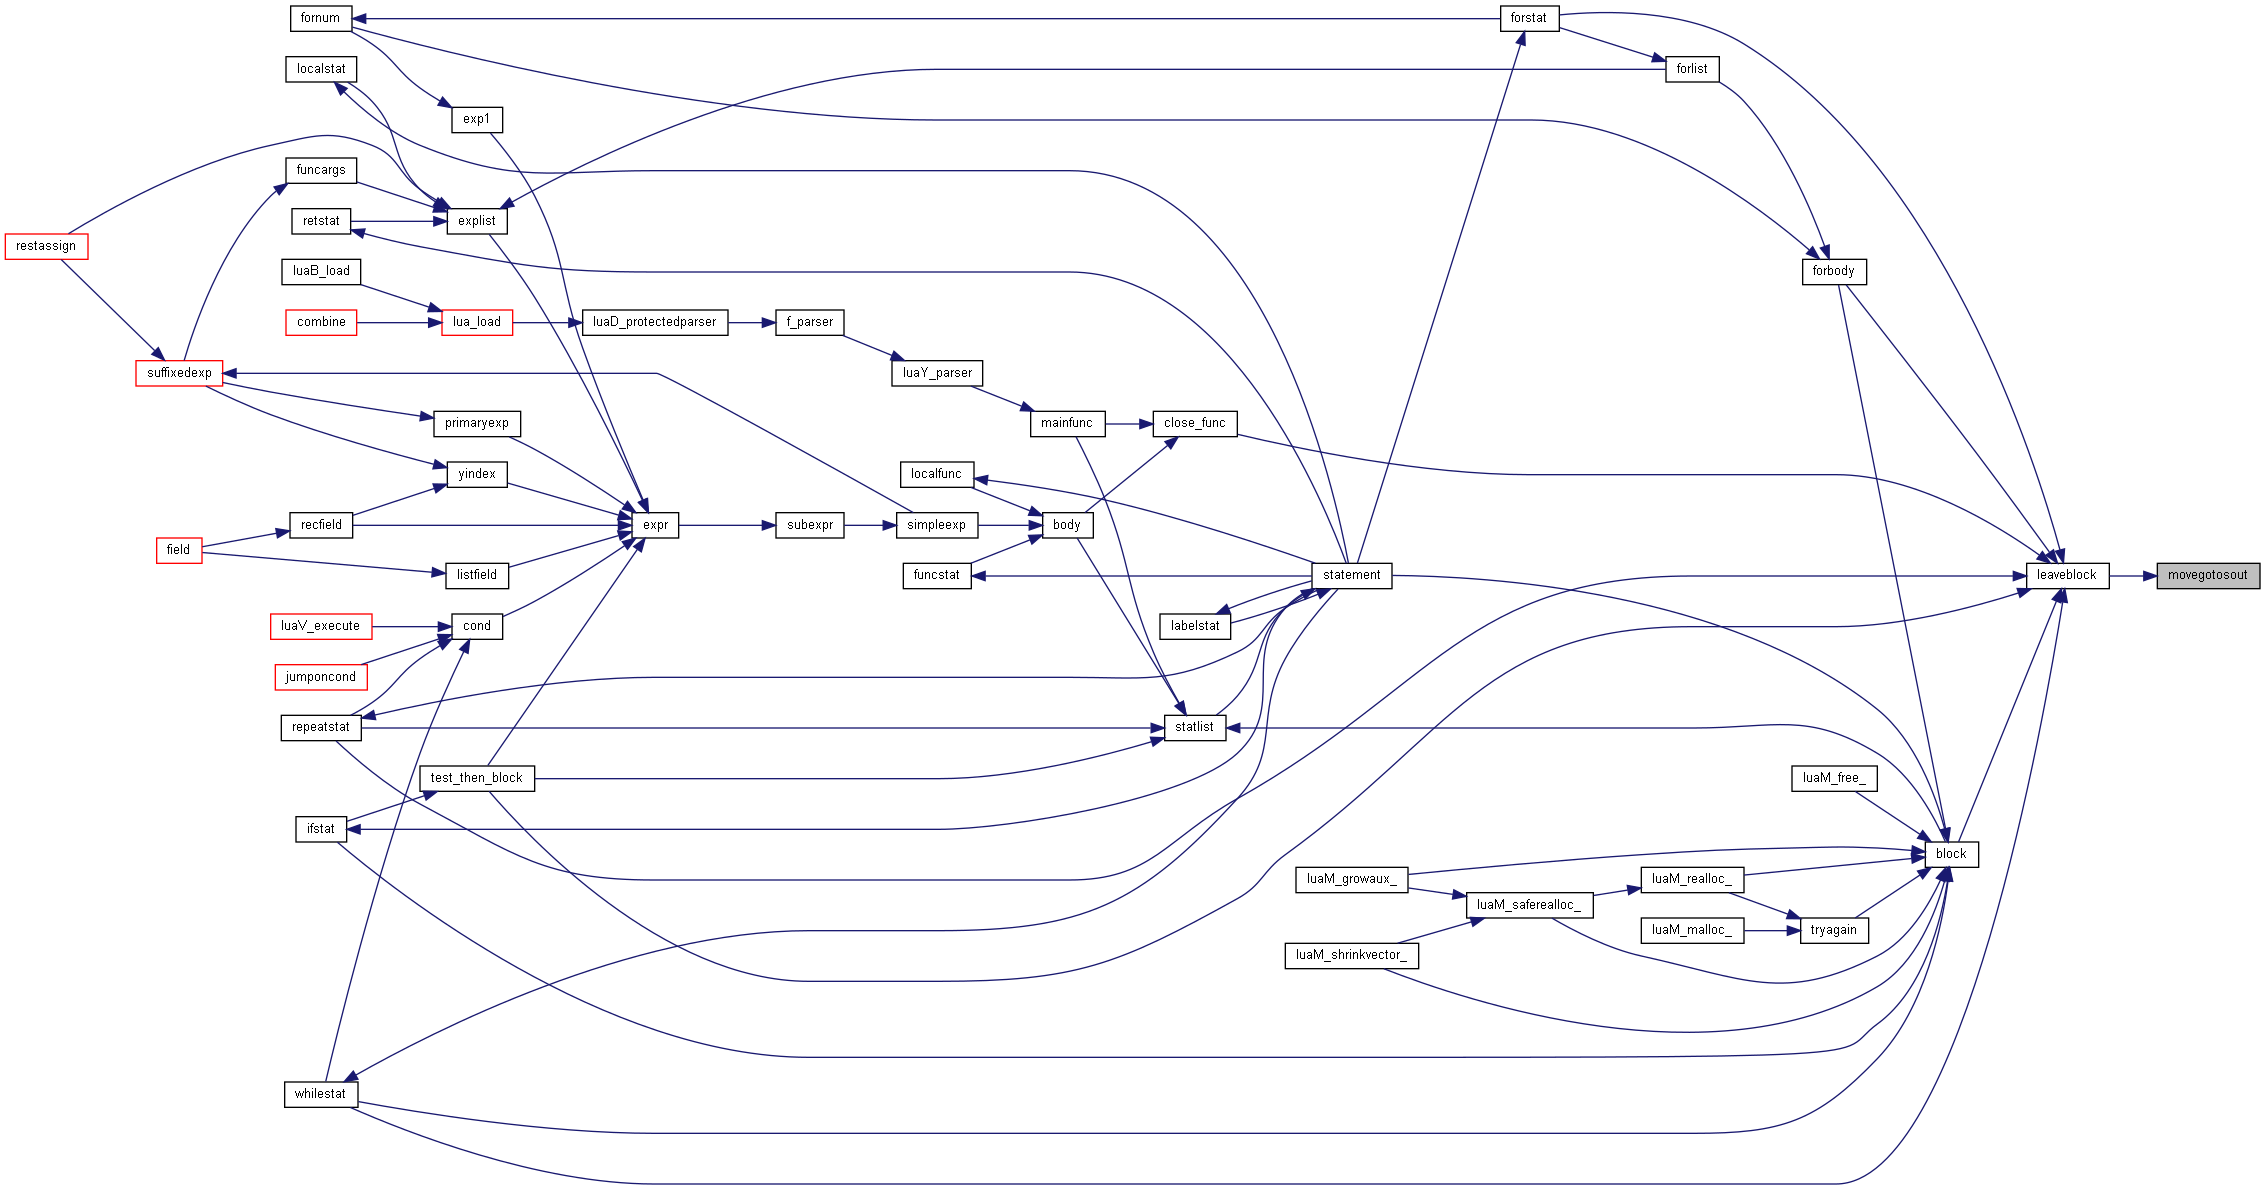 fornum
forstat
localstat
forlist
exp1
funcargs
retstat
explist
restassign
luaB_load
forbody
combine
lua_load
luaD_protectedparser
f_parser
suffixedexp
luaY_parser
primaryexp
mainfunc
close_func
yindex
localfunc
recfield
expr
subexpr
simpleexp
body
field
listfield
funcstat
statement
leaveblock
movegotosout
luaV_execute
cond
labelstat
jumponcond
repeatstat
statlist
test_then_block
luaM_free_
ifstat
block
luaM_growaux_
luaM_realloc_
luaM_saferealloc_
luaM_malloc_
tryagain
luaM_shrinkvector_
whilestat